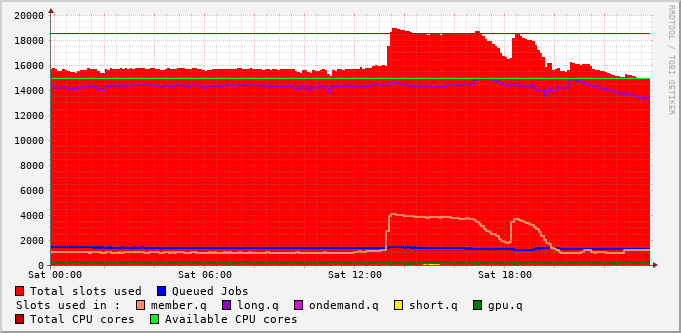 20000
18000
16000
14000
12000
10000
8000
6000
4000
2000
0
Sat 00:00 Sat 06:00 Sat 12:00 Sat 18:00
Total slots used Queued Jobs
Slots used in : member.q long.q ondemand.q short.q gpu.q
Total CPU cores Available CPU cores
RRDTOOL / TOBI OETIKER